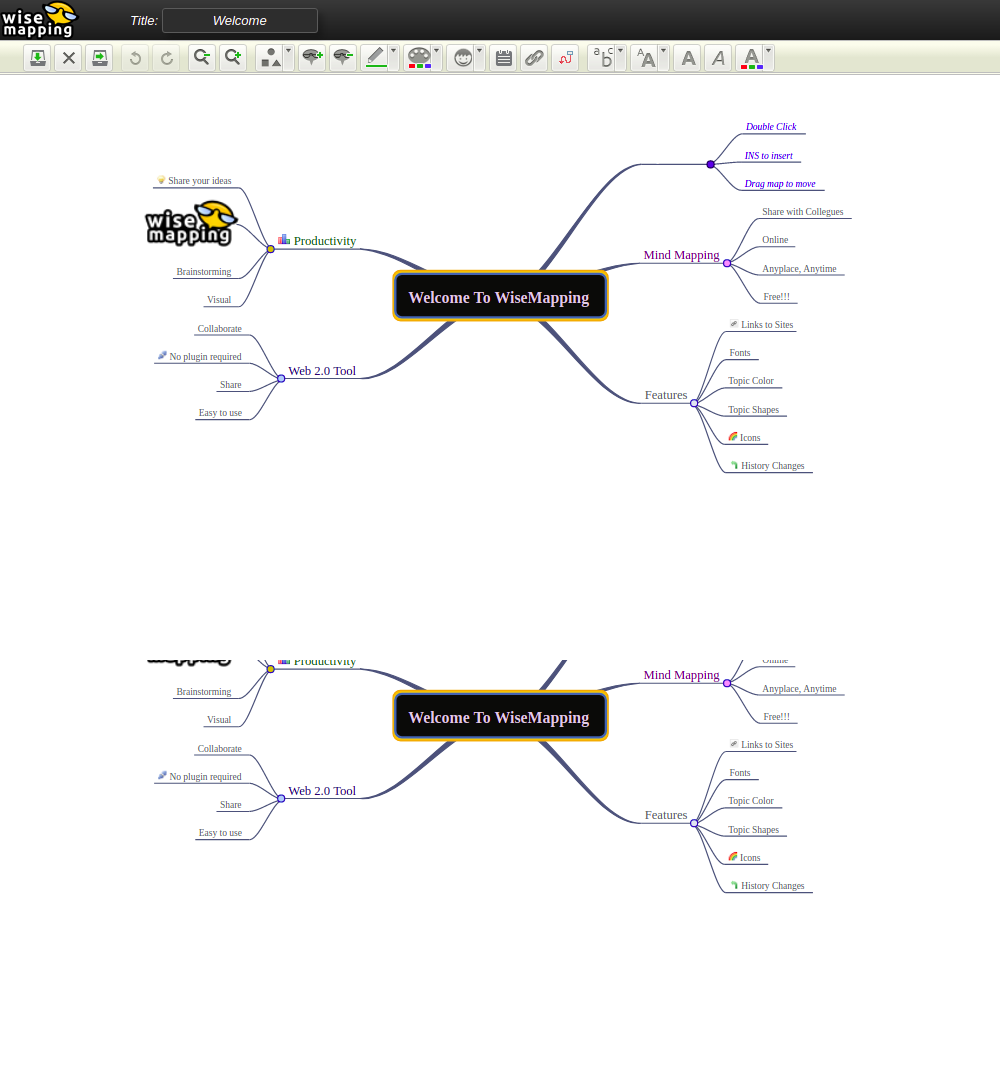 wise
mapping
Title: Welcome
a b c
b
A
A
A
A
A
Double Click
INS to insert
Drag map to move
Share your ideas
wise
mapping
Productivity
Brainstorming
Visual
Share with Collegues
Mind Mapping
Online
Anyplace, Anytime
Free!!!
Welcome To WiseMapping
Collaborate
No plugin required
Web 2.0 Tool
Share
Easy to use
Links to Sites
Fonts
Topic Color
Features
Topic Shapes
Icons
History Changes
mapping
Productivity
Brainstorming
Visual
Online
Mind Mapping
Anyplace, Anytime
Free!!!
Welcome To WiseMapping
Collaborate
No plugin required
Web 2.0 Tool
Share
Easy to use
Links to Sites
Fonts
Topic Color
Features
Topic Shapes
Icons
History Changes